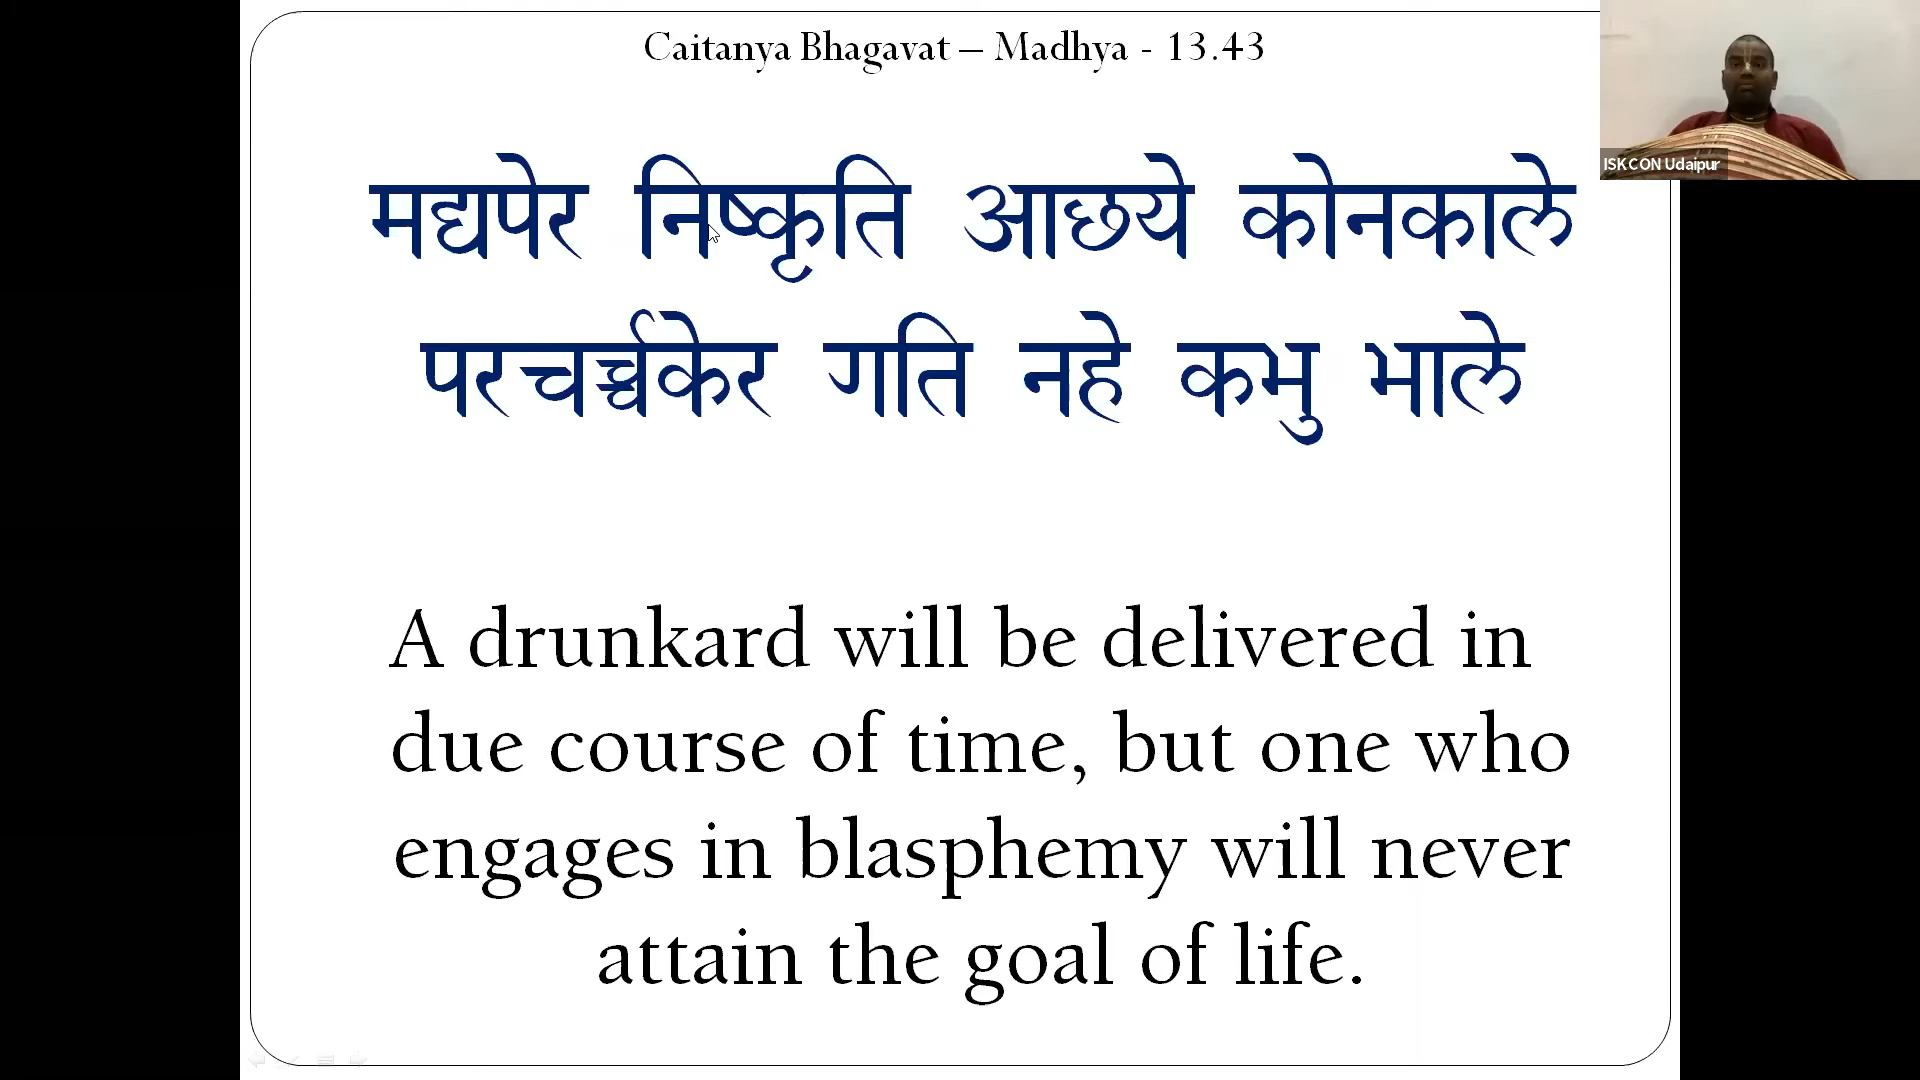 Caitanya Bhagavat – Madhya - 13.43
ISKCON Udaipur
मद्यपेर निष्कृति आछये कोनकाले
परचर्च्चकेर गति नहे कभु भाले
A drunkard will be delivered in
due course of time, but one who
engages in blasphemy will never
attain the goal of life.